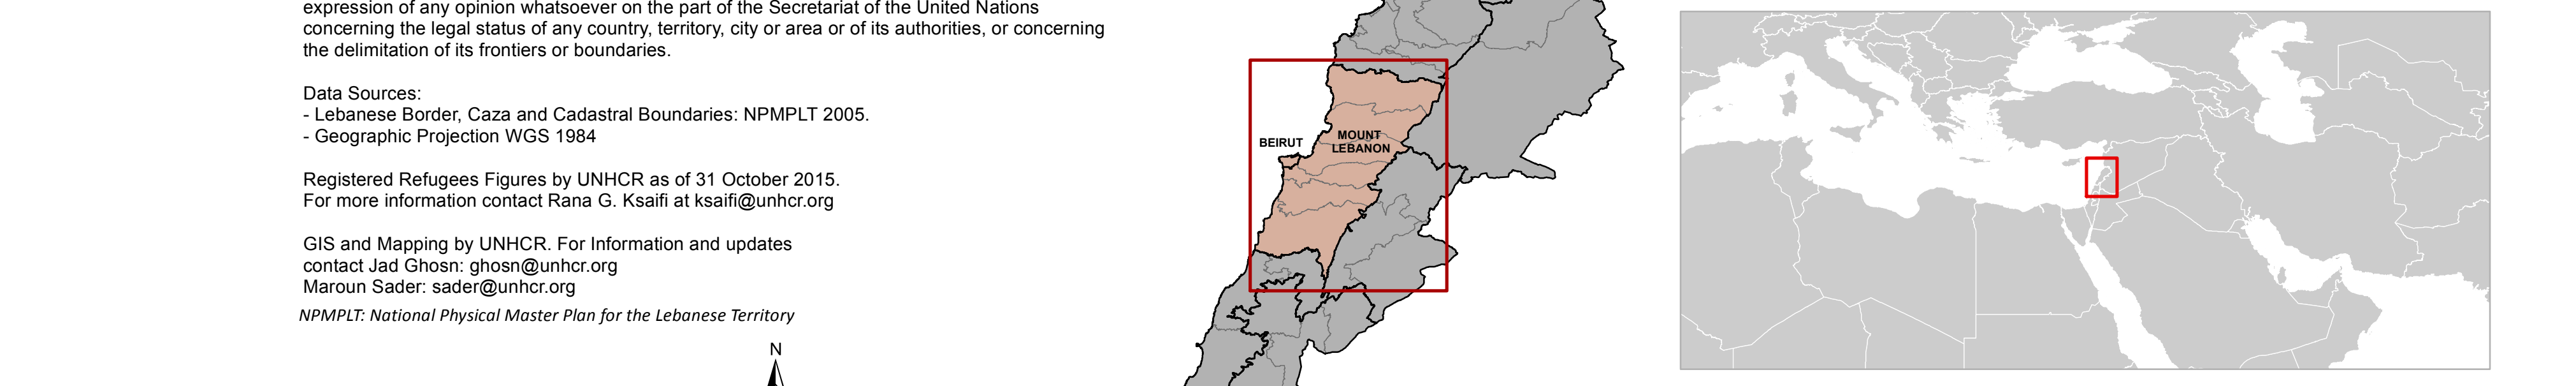 expression of any opinion whatsoever on the part of the Secretariat of the United Nations
concerning the legal status of any country, territory, city or area or of its authorities, or concerning
the delimitation of its frontiers or boundaries.
Data Sources:
- Lebanese Border, Caza and Cadastral Boundaries: NPMPLT 2005.
- Geographic Projection WGS 1984
Registered Refugees Figures by UNHCR as of 31 October 2015.
For more information contact Rana G. Ksaifi at ksaifi@unhcr.org
GIS and Mapping by UNHCR. For Information and updates
contact Jad Ghosn: ghosn@unhcr.org
Maroun Sader: sader@unhcr.org
NPMPLT: National Physical Master Plan for the Lebanese Territory
N
BEIRUT
MOUNT
LEBANON